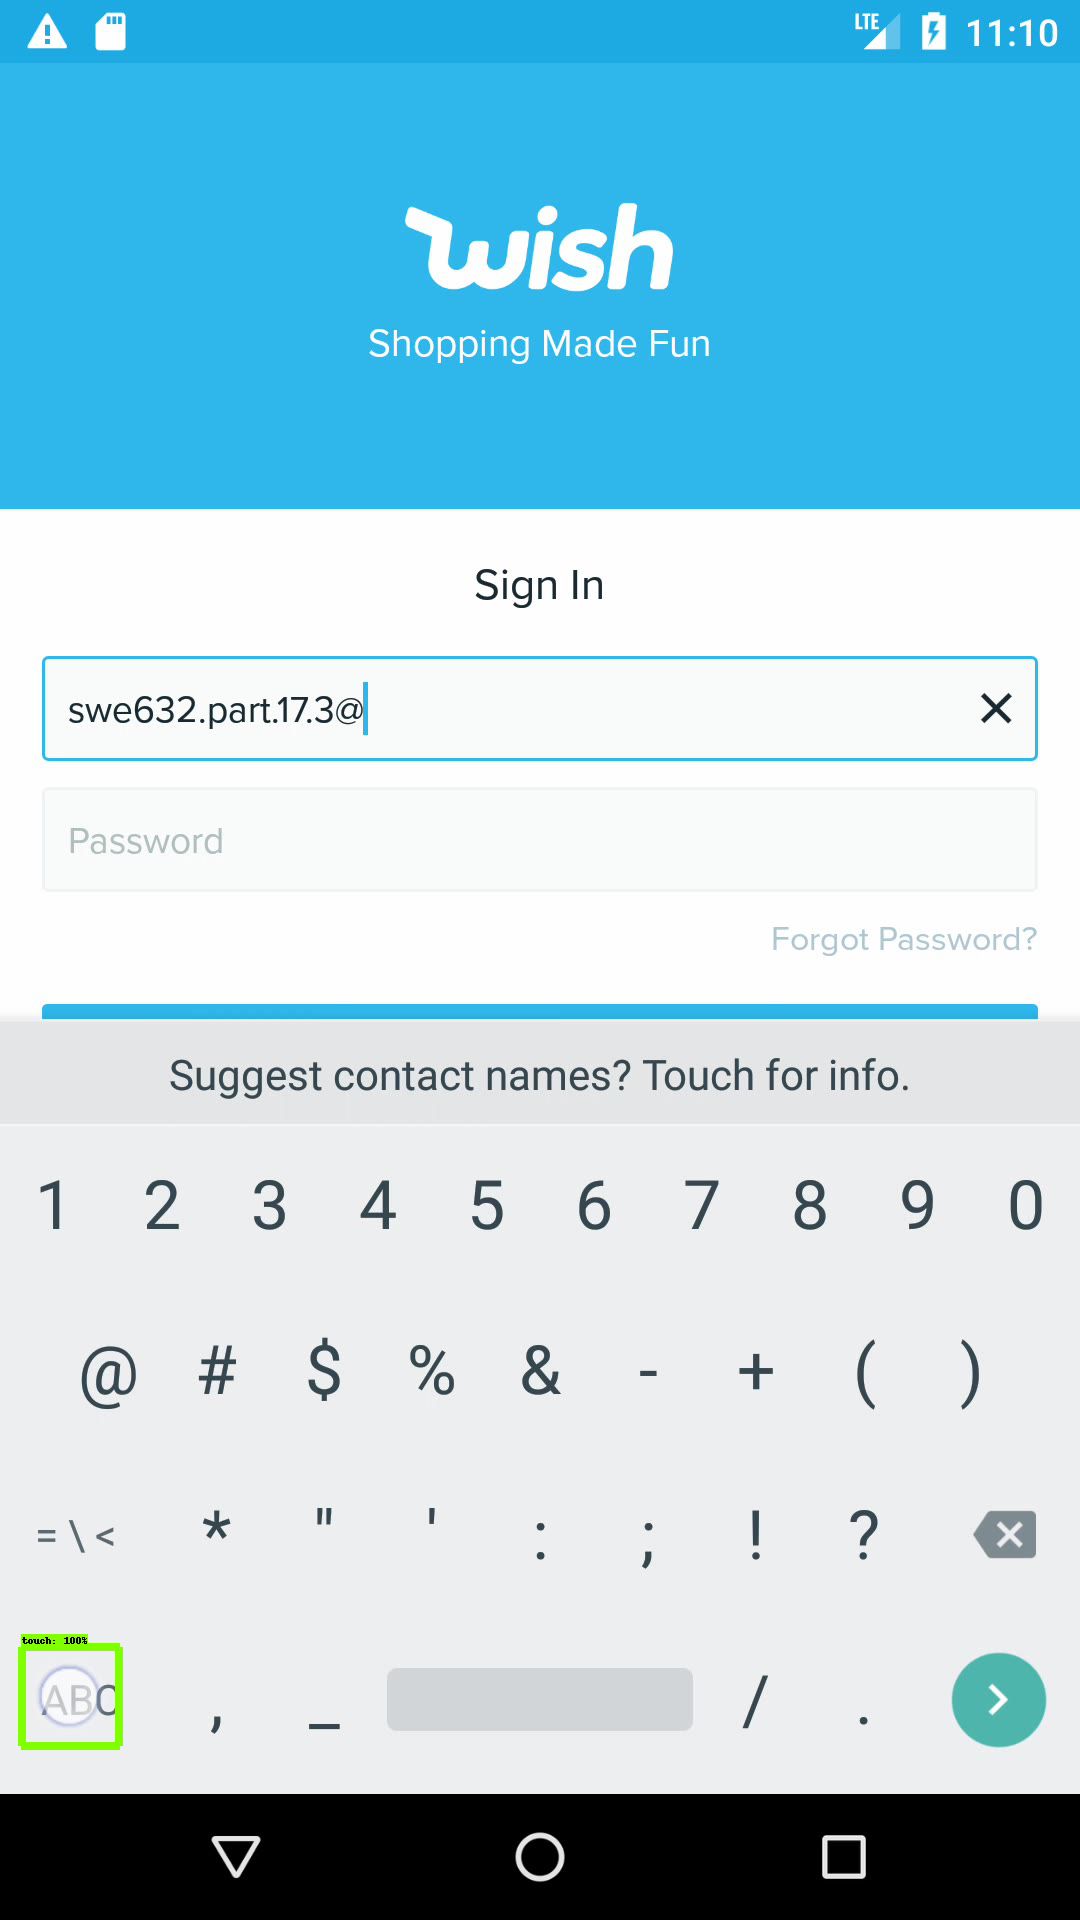 LTE 11:10
wish
Shopping Made Fun
Sign In
swe632.part.17.3@
Password
Forgot Password?
Suggest contact names? Touch for info.
1 2 3 4 5 6 7 8 9 0
@ # $ % & - + ( )
= \ < * " ' : ; ! ?
touch: 100%
ABC , _ / .